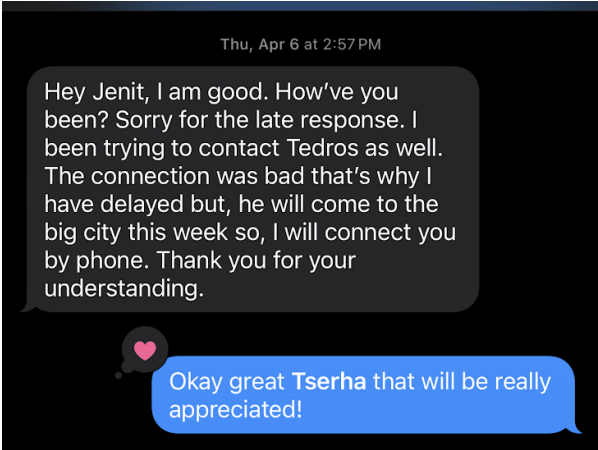 Thu, Apr 6 at 2:57 PM
Hey Jenit, I am good. How’ve you
been? Sorry for the late response. I
been trying to contact Tedros as well.
The connection was bad that’s why I
have delayed but, he will come to the
big city this week so, I will connect you
by phone. Thank you for your
understanding.
Okay great Tserha that will be really
appreciated!